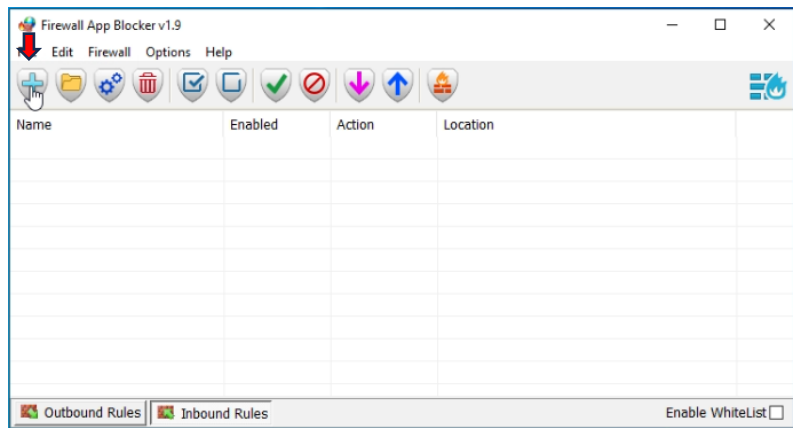 Firewall App Blocker v1.9
Edit Firewall Options Help
Name Enabled Action Location
Outbound Rules Inbound Rules Enable WhiteList